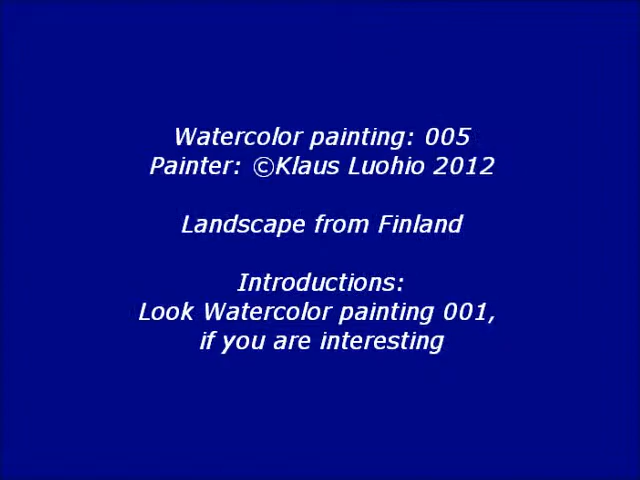 Watercolor painting: 005
Painter: ©Klaus Luohio 2012
Landscape from Finland
Introductions:
Look Watercolor painting 001,
if you are interesting